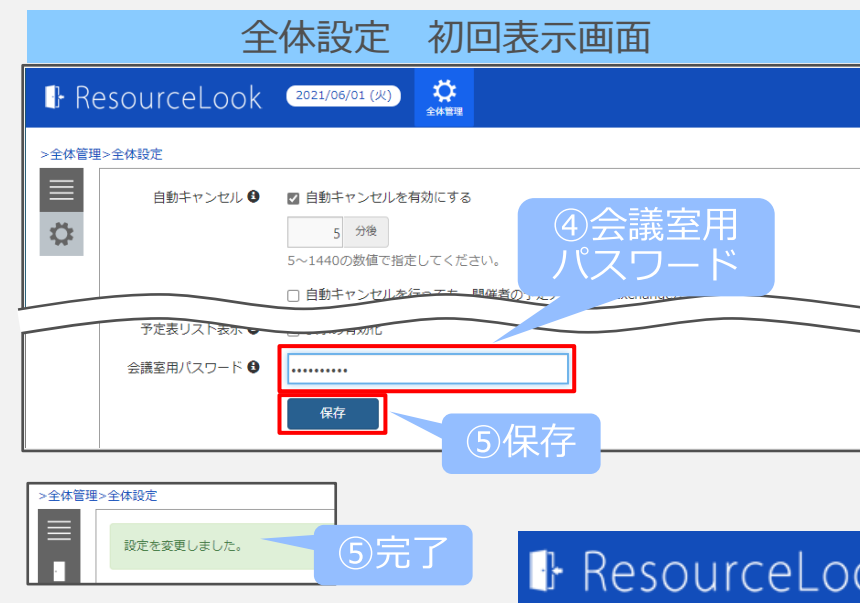 全体設定　初回表示画面
ResourceLook 2021/06/01 (火) 全体管理
>全体管理>全体設定
自動キャンセル 自動キャンセルを有効にする
5 分後
5～1440の数値で指定してください。
④会議室用
パスワード
自動キャンセルを行っても、開催者の予定
予定表リスト表示
会議室用パスワード ••••••••••
保存
⑤保存
>全体管理>全体設定
設定を変更しました。
⑤完了
ResourceLoo